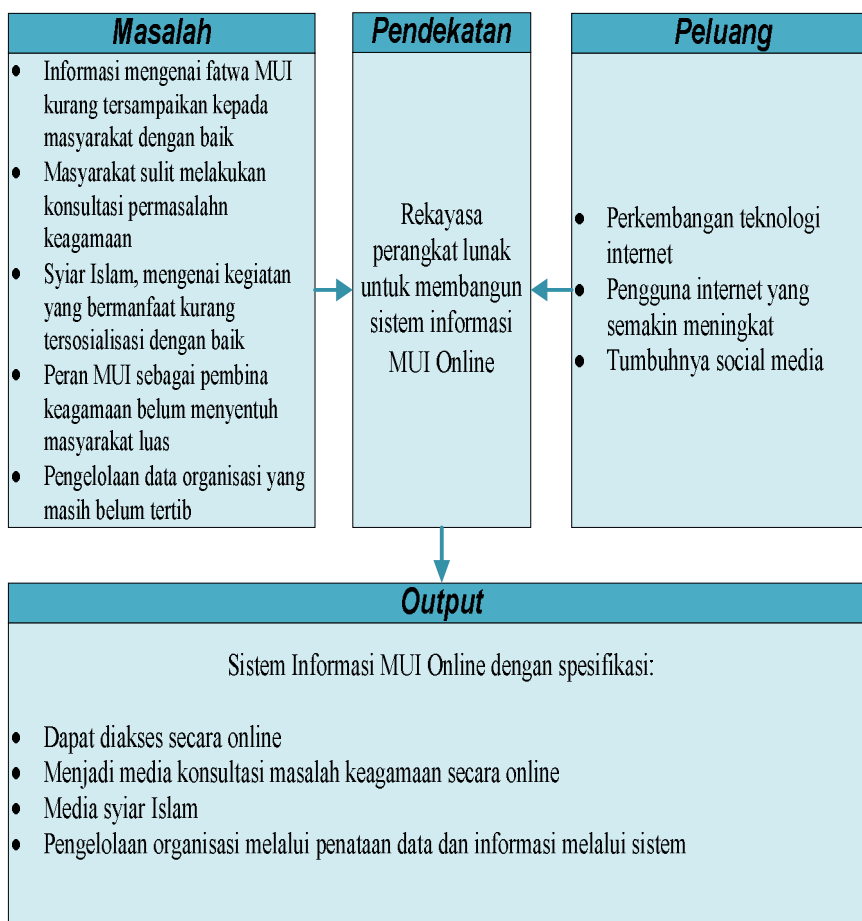 Masalah
Informasi mengenai fatwa MUI
kurang tersampaikan kepada
masyarakat dengan baik
Masyarakat sulit melakukan
konsultasi permasalahn
keagamaan
Syiar Islam, mengenai kegiatan
yang bermanfaat kurang
tersosialisasi dengan baik
Peran MUI sebagai pembina
keagamaan belum menyentuh
masyarakat luas
Pengelolaan data organisasi yang
masih belum tertib
Pendekatan
Rekayasa
perangkat lunak
untuk membangun
sistem informasi
MUI Online
Peluang
Perkembangan teknologi
internet
Pengguna internet yang
semakin meningkat
Tumbuhnya social media
Output
Sistem Informasi MUI Online dengan spesifikasi:
Dapat diakses secara online
Menjadi media konsultasi masalah keagamaan secara online
Media syiar Islam
Pengelolaan organisasi melalui penataan data dan informasi melalui sistem